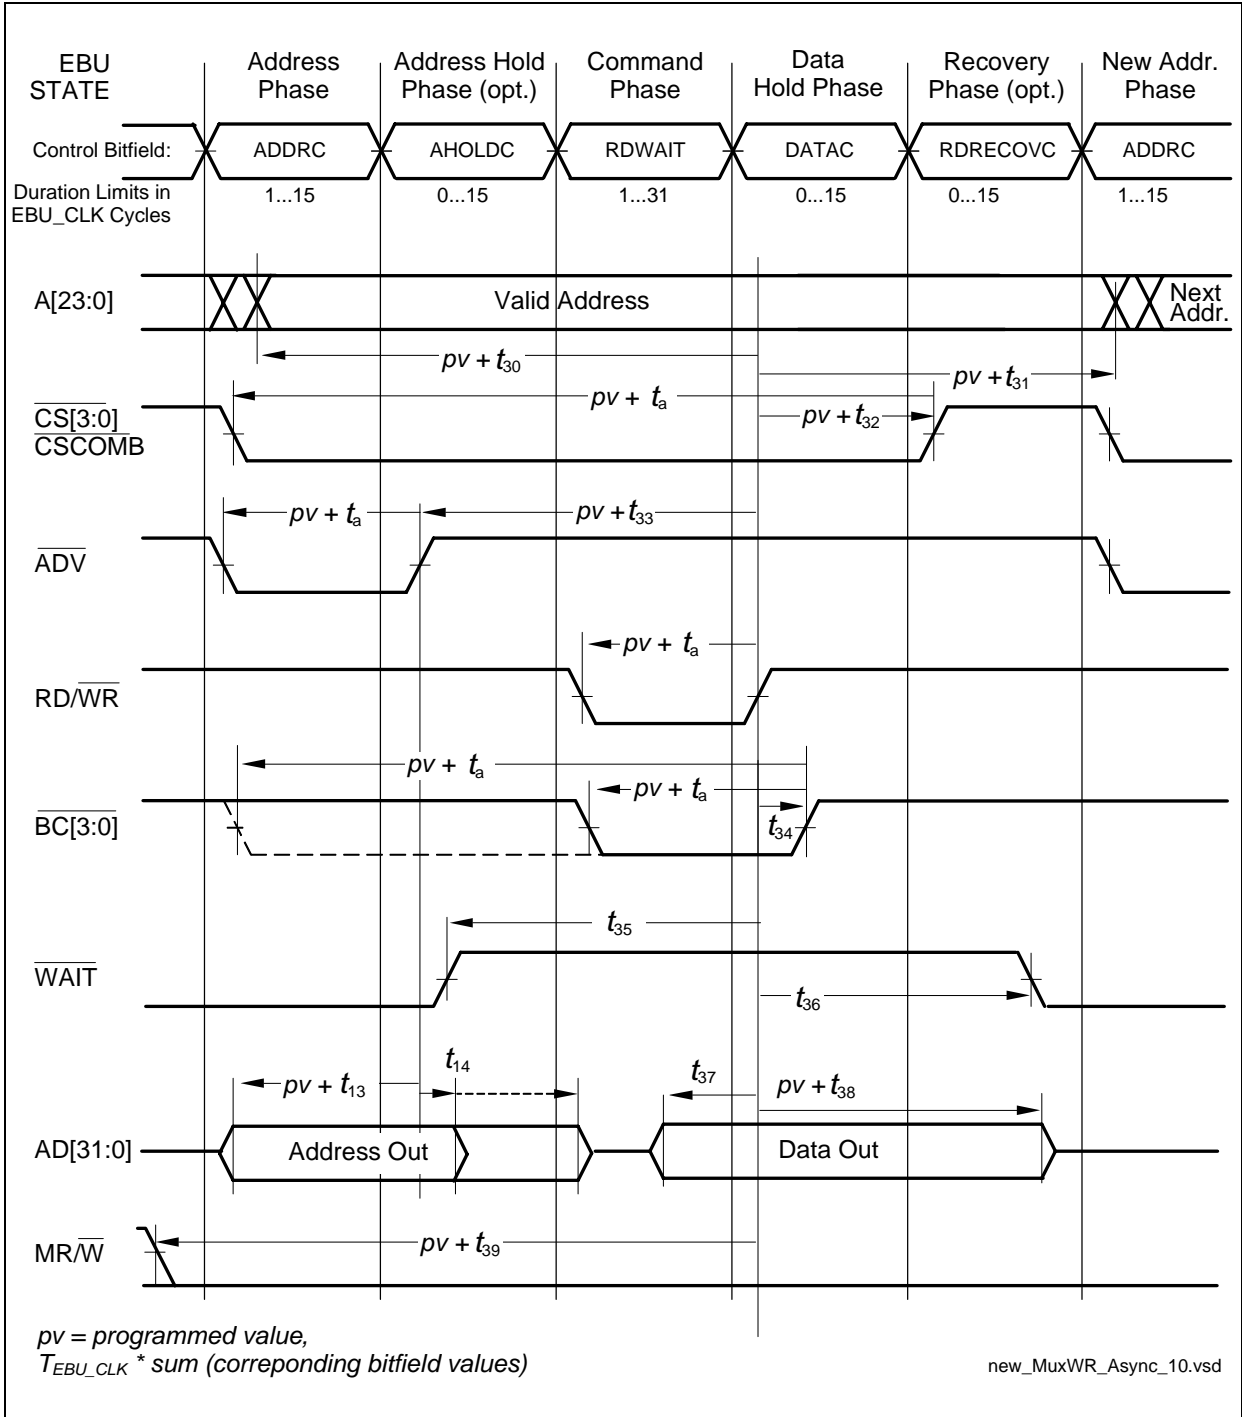 EBU STATE
Address Phase
Address Hold Phase (opt.)
Command Phase
Data Hold Phase
Recovery Phase (opt.)
New Addr. Phase
Control Bitfield: ADDRC AHOLDC RDWAIT DATAC RDRECOVC ADDRC
Duration Limits in EBU_CLK Cycles 1...15 0...15 1...31 0...15 0...15 1...15
A[23:0] Valid Address Next Addr.
pv + t30
pv + t31
pv + ta
CS[3:0]
CSCOMB
pv + t32
pv + ta
pv + t33
ADV
pv + ta
RD/WR
pv + ta
pv + ta
BC[3:0]
t34
t35
WAIT
t36
t14
t37
pv + t13
pv + t38
AD[31:0] Address Out Data Out
MR/W
pv + t39
pv = programmed value,
TEBU_CLK * sum (correponding bitfield values)
new_MuxWR_Async_10.vsd